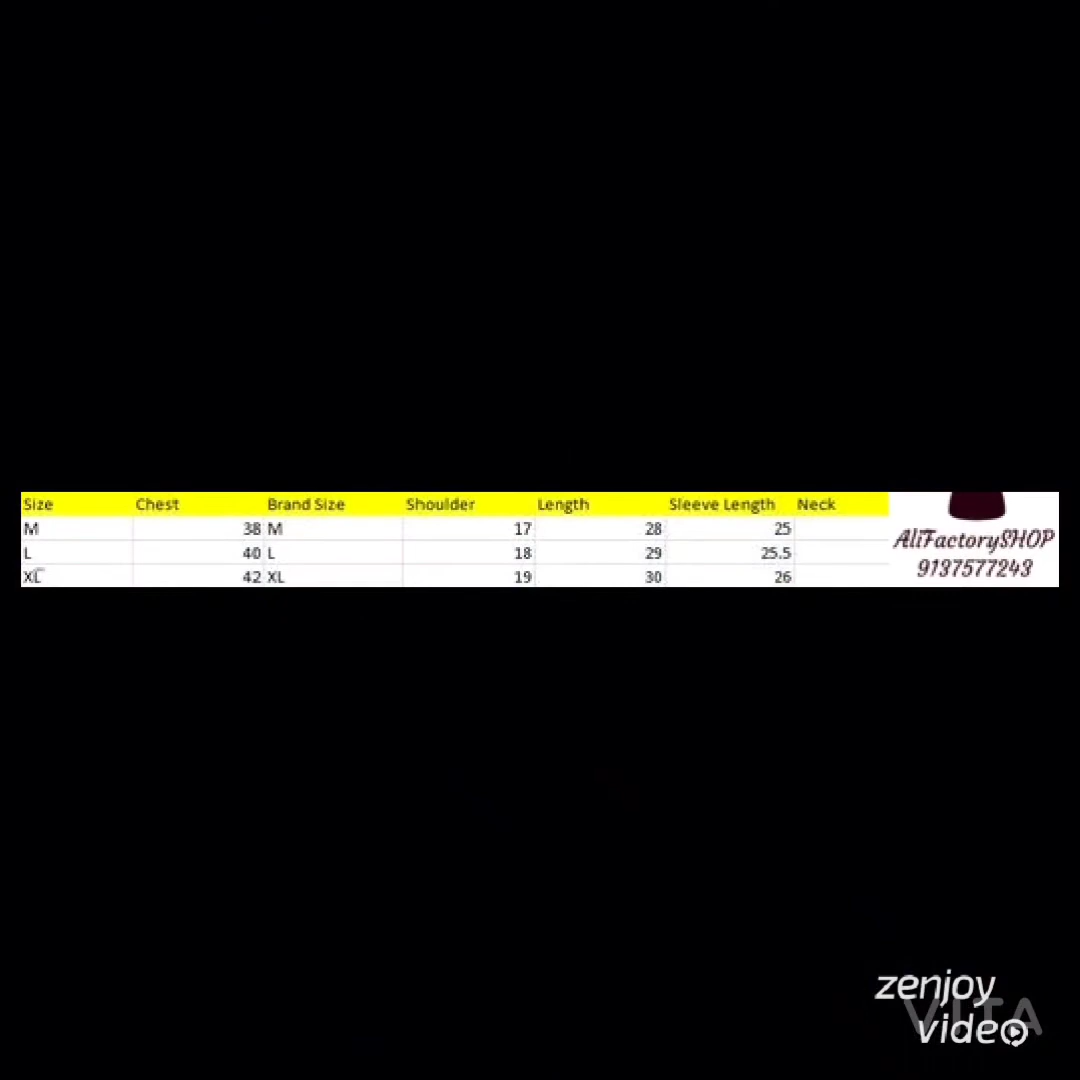 Size Chest Brand Size Shoulder Length Sleeve Length Neck
M 38 M 17 28 25
L 40 L 18 29 25.5
XL 42 XL 19 30 26
AliFactorySHOP
9137577243
zenjoy
video
VITA